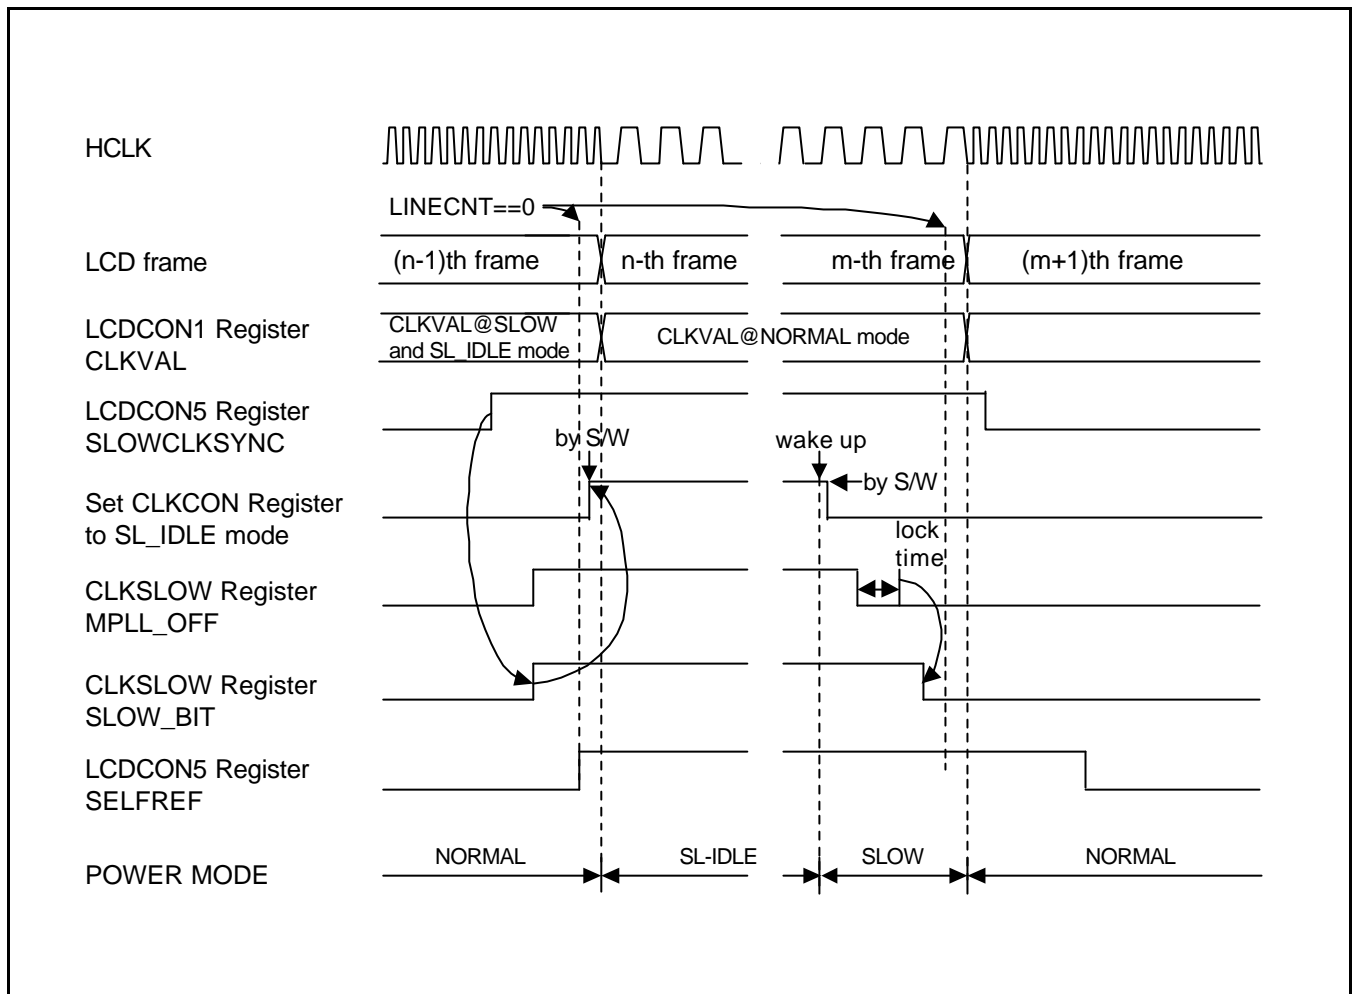 HCLK
LINECNT==0
LCD frame
(n-1)th frame
n-th frame
m-th frame
(m+1)th frame
LCDCON1 Register
CLKVAL
CLKVAL@SLOW
and SL_IDLE mode
CLKVAL@NORMAL mode
LCDCON5 Register
SLOWCLKSYNC
by S/W
wake up
Set CLKCON Register
to SL_IDLE mode
by S/W
lock
time
CLKSLOW Register
MPLL_OFF
CLKSLOW Register
SLOW_BIT
LCDCON5 Register
SELFREF
POWER MODE
NORMAL
SL-IDLE
SLOW
NORMAL